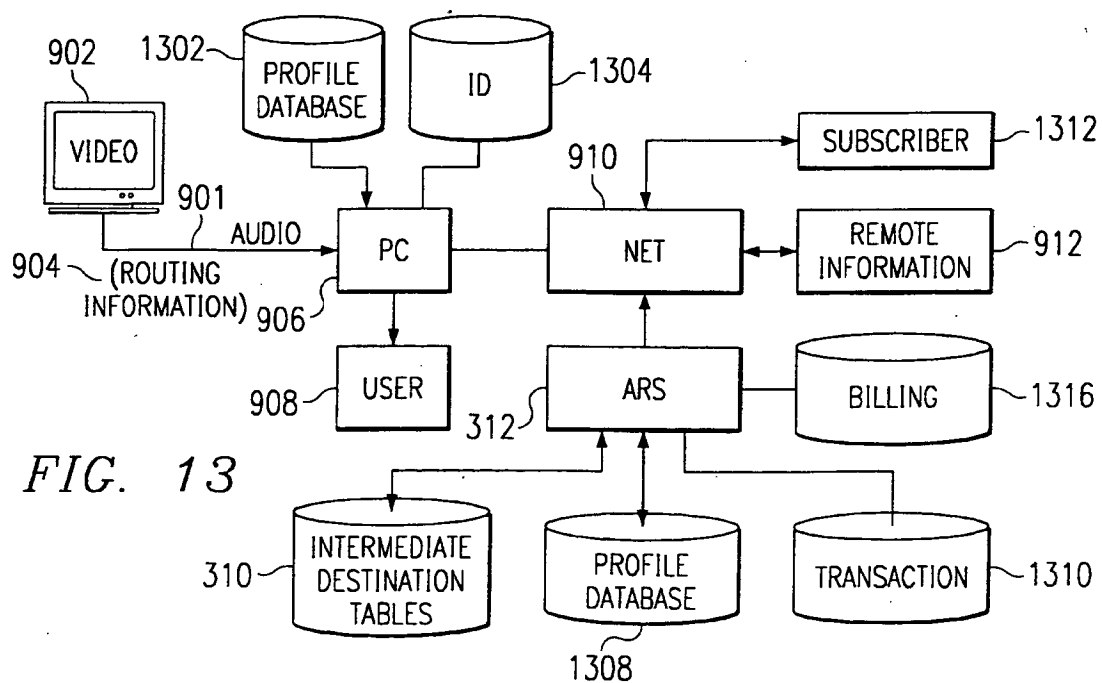 902
1302
PROFILE
DATABASE
ID
1304
VIDEO
901
AUDIO
904
(ROUTING
INFORMATION)
PC
906
910
NET
SUBSCRIBER
1312
REMOTE
INFORMATION
912
USER
908
ARS
312
BILLING
1316
FIG. 13
310
INTERMEDIATE
DESTINATION
TABLES
PROFILE
DATABASE
1308
TRANSACTION
1310